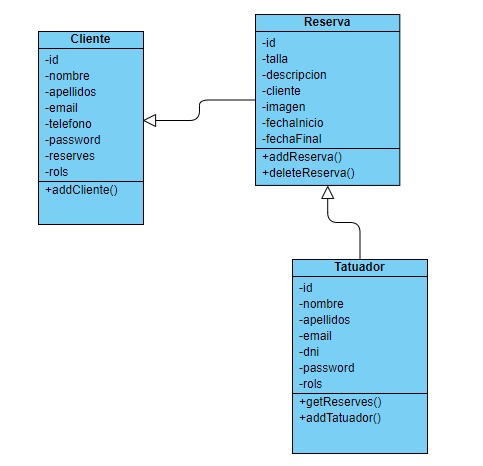 Cliente
-id
-nombre
-apellidos
-email
-telefono
-password
-reserves
-rols
+addCliente()
Reserva
-id
-talla
-descripcion
-cliente
-imagen
-fechaInicio
-fechaFinal
+addReserva()
+deleteReserva()
Tatuador
-id
-nombre
-apellidos
-email
-dni
-password
-rols
+getReserves()
+addTatuador()